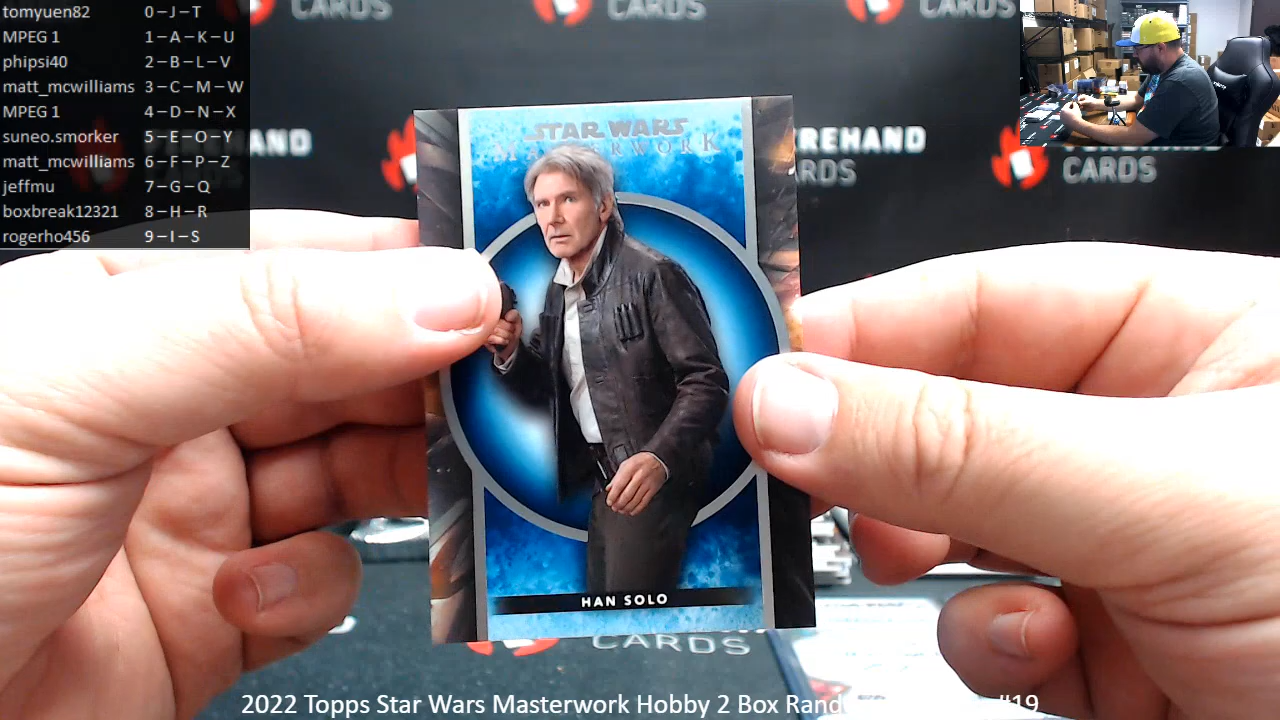 tomyuen82 0-J-T
MPEG 1 1-A-K-U
phipsi40 2-B-L-V
matt_mcwilliams 3-C-M-W
MPEG 1 4-D-N-X
suneo.smorker 5-E-O-Y
matt_mcwilliams 6-F-P-Z
jeffmu 7-G-Q
boxbreak12321 8-H-R
rogerho456 9-I-S
CARDS
CARDS
CARDS
REHAND
CARDS
STAR WARS
MASTERWORK
HAN SOLO
CARDS
2022 Topps Star Wars Masterwork Hobby 2 Box Rand #19